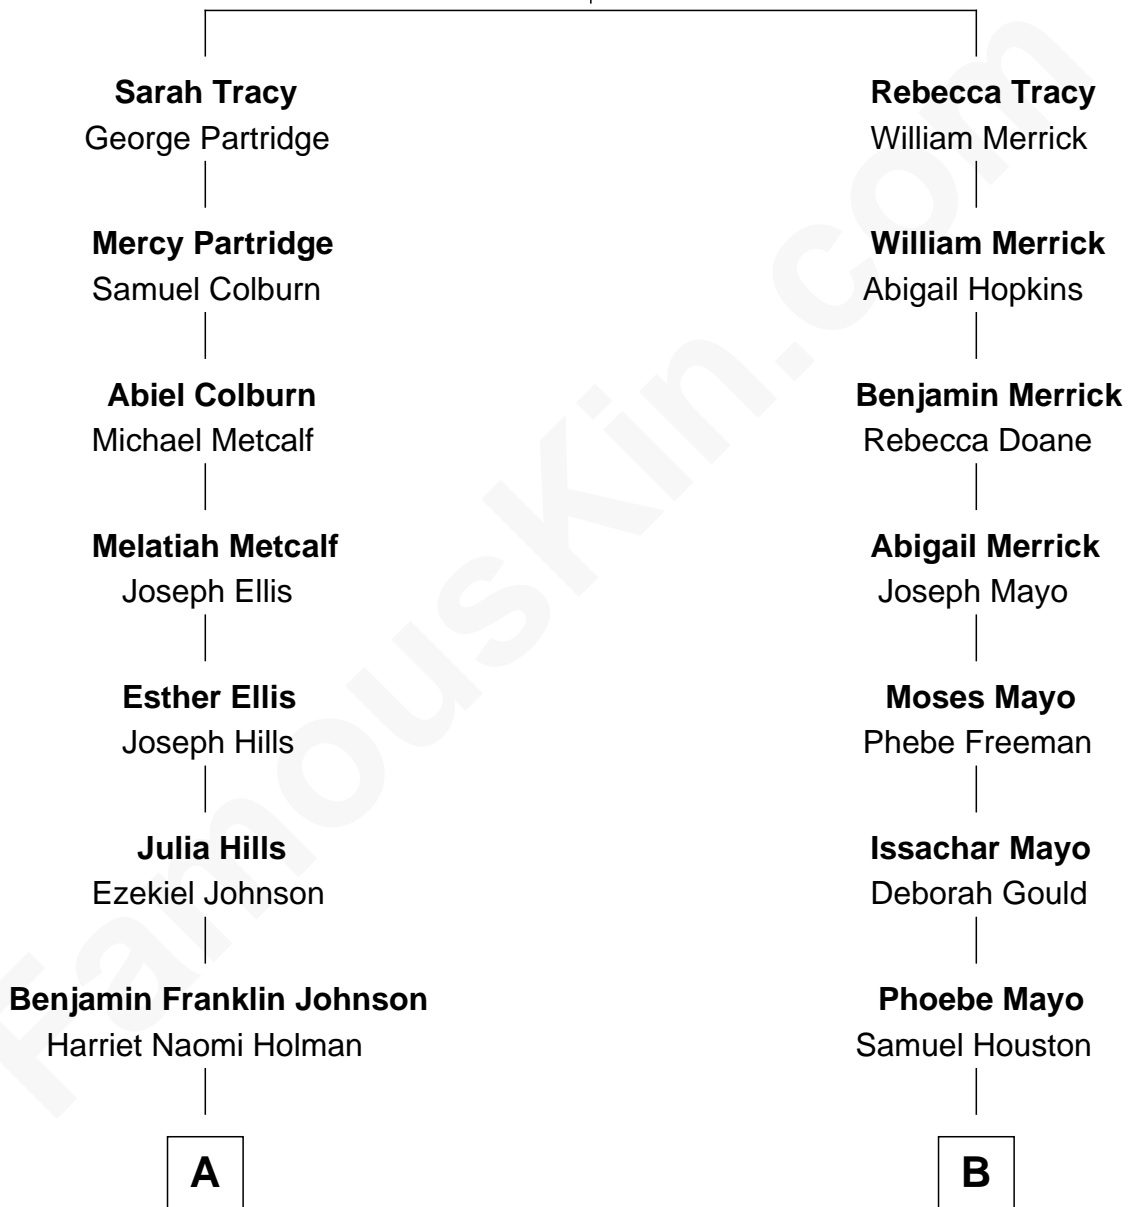 Sarah Tracy
George Partridge
Mercy Partridge
Samuel Colburn
Abiel Colburn
Michael Metcalf
Melatiah Metcalf
Joseph Ellis
Esther Ellis
Joseph Hills
Julia Hills
Ezekiel Johnson
Benjamin Franklin Johnson
Harriet Naomi Holman
A
Rebecca Tracy
William Merrick
William Merrick
Abigail Hopkins
Benjamin Merrick
Rebecca Doane
Abigail Merrick
Joseph Mayo
Moses Mayo
Phebe Freeman
Issachar Mayo
Deborah Gould
Phoebe Mayo
Samuel Houston
B
FamousKin.com